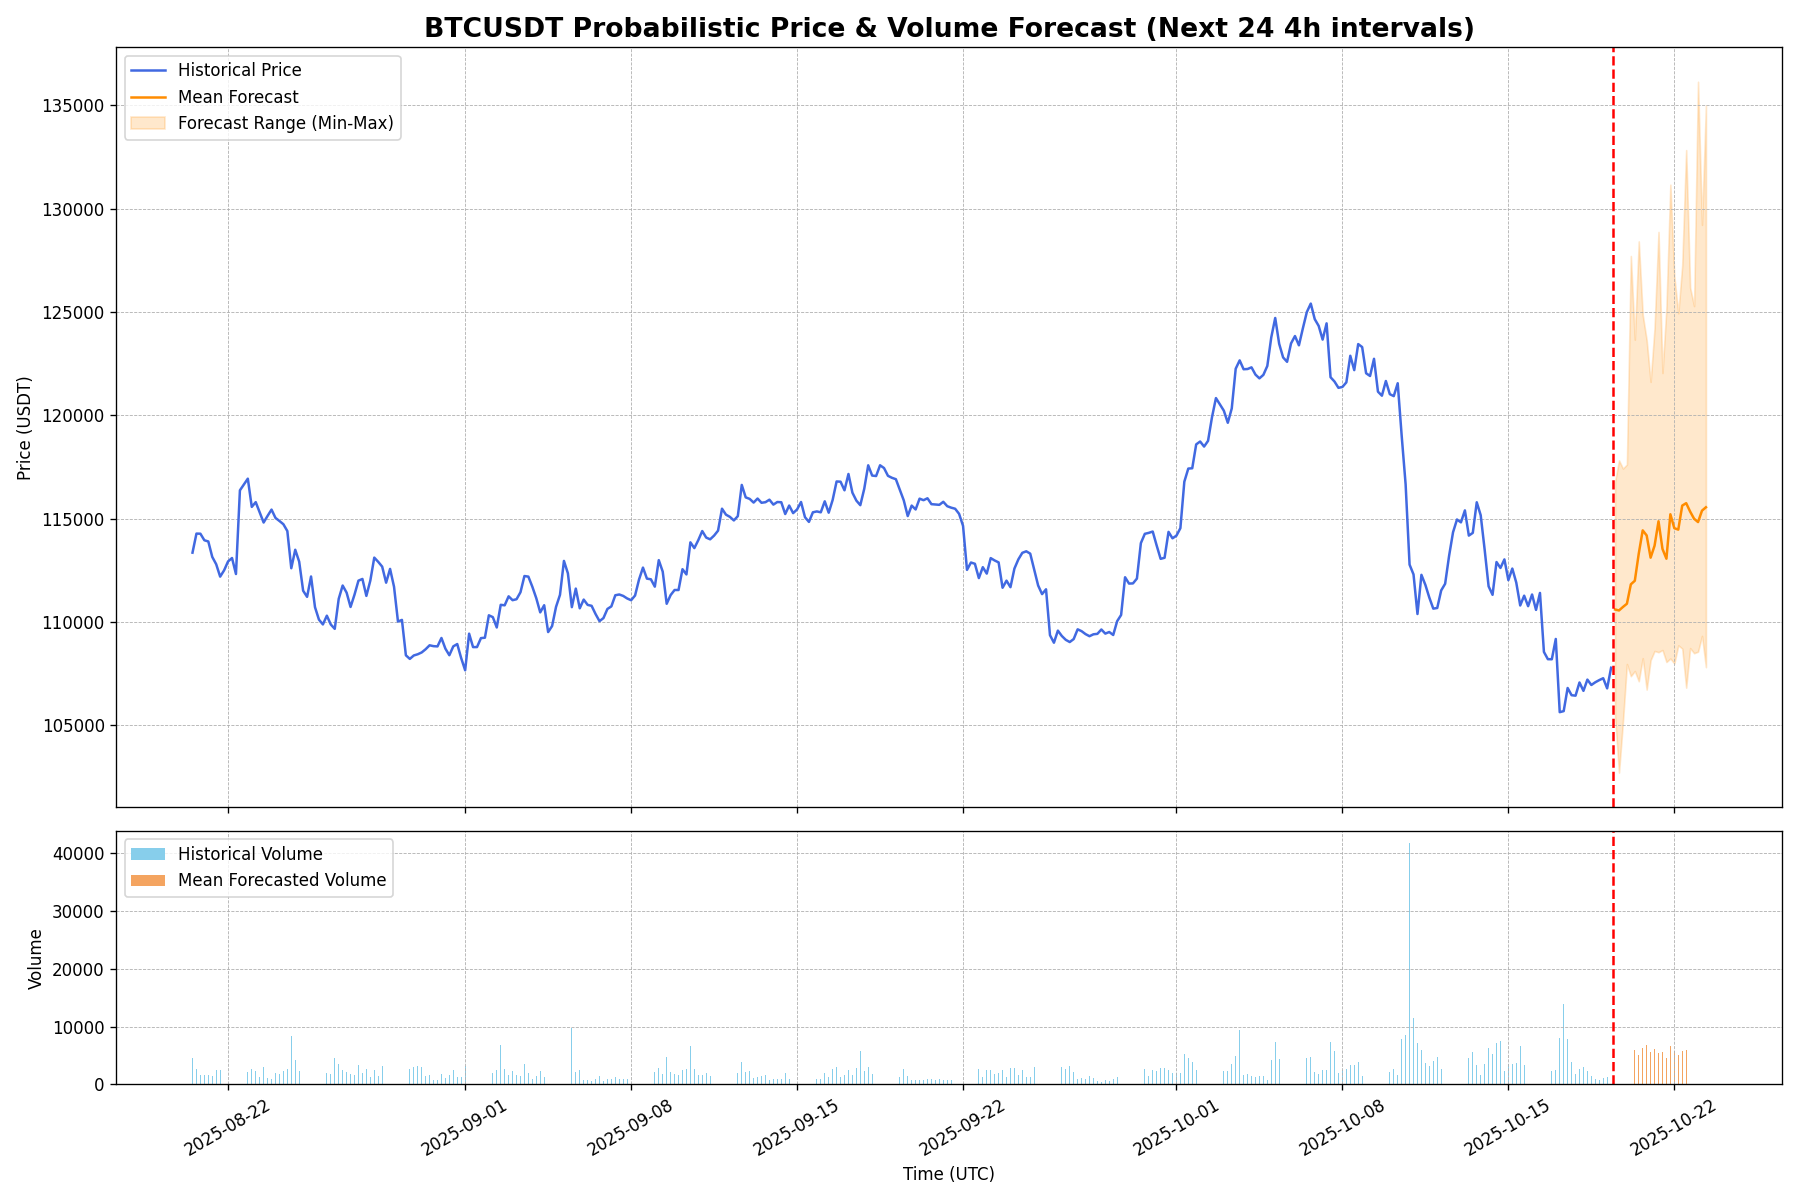 BTCUSDT Probabilistic Price & Volume Forecast (Next 24 4h intervals)
Historical Price
Mean Forecast
Forecast Range (Min-Max)
135000
130000
125000
120000
115000
110000
105000
Price (USDT)
Historical Volume
Mean Forecasted Volume
40000
30000
20000
10000
0
Volume
2025-08-22
2025-09-01
2025-09-08
2025-09-15
2025-09-22
2025-10-01
2025-10-08
2025-10-15
2025-10-22
Time (UTC)